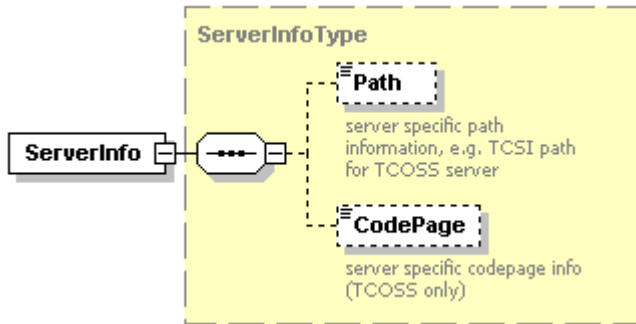 ServerInfoType
Path
server specific path
information, e.g. TCSI path
for TCOSS server
ServerInfo
CodePage
server specific codepage info
(TCOSS only)